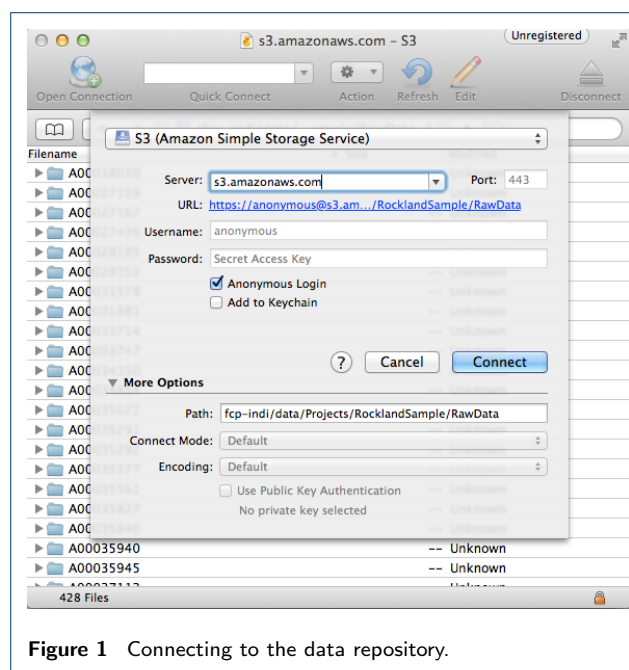 s3.amazonaws.com – S3
Unregistered
Open Connection
Quick Connect
Action
Refresh
Edit
Disconnect
S3 (Amazon Simple Storage Service)
Filename
Server: s3.amazonaws.com Port: 443
URL: https://anonymous@s3.am.../RocklandSample/RawData
Username: anonymous
Password: Secret Access Key
Anonymous Login
Add to Keychain
? Cancel Connect
More Options
Path: fcp-indi/data/Projects/RocklandSample/RawData
Connect Mode: Default
Encoding: Default
Use Public Key Authentication
No private key selected
A00035940 -- Unknown
A00035945 -- Unknown
428 Files
Figure 1 Connecting to the data repository.